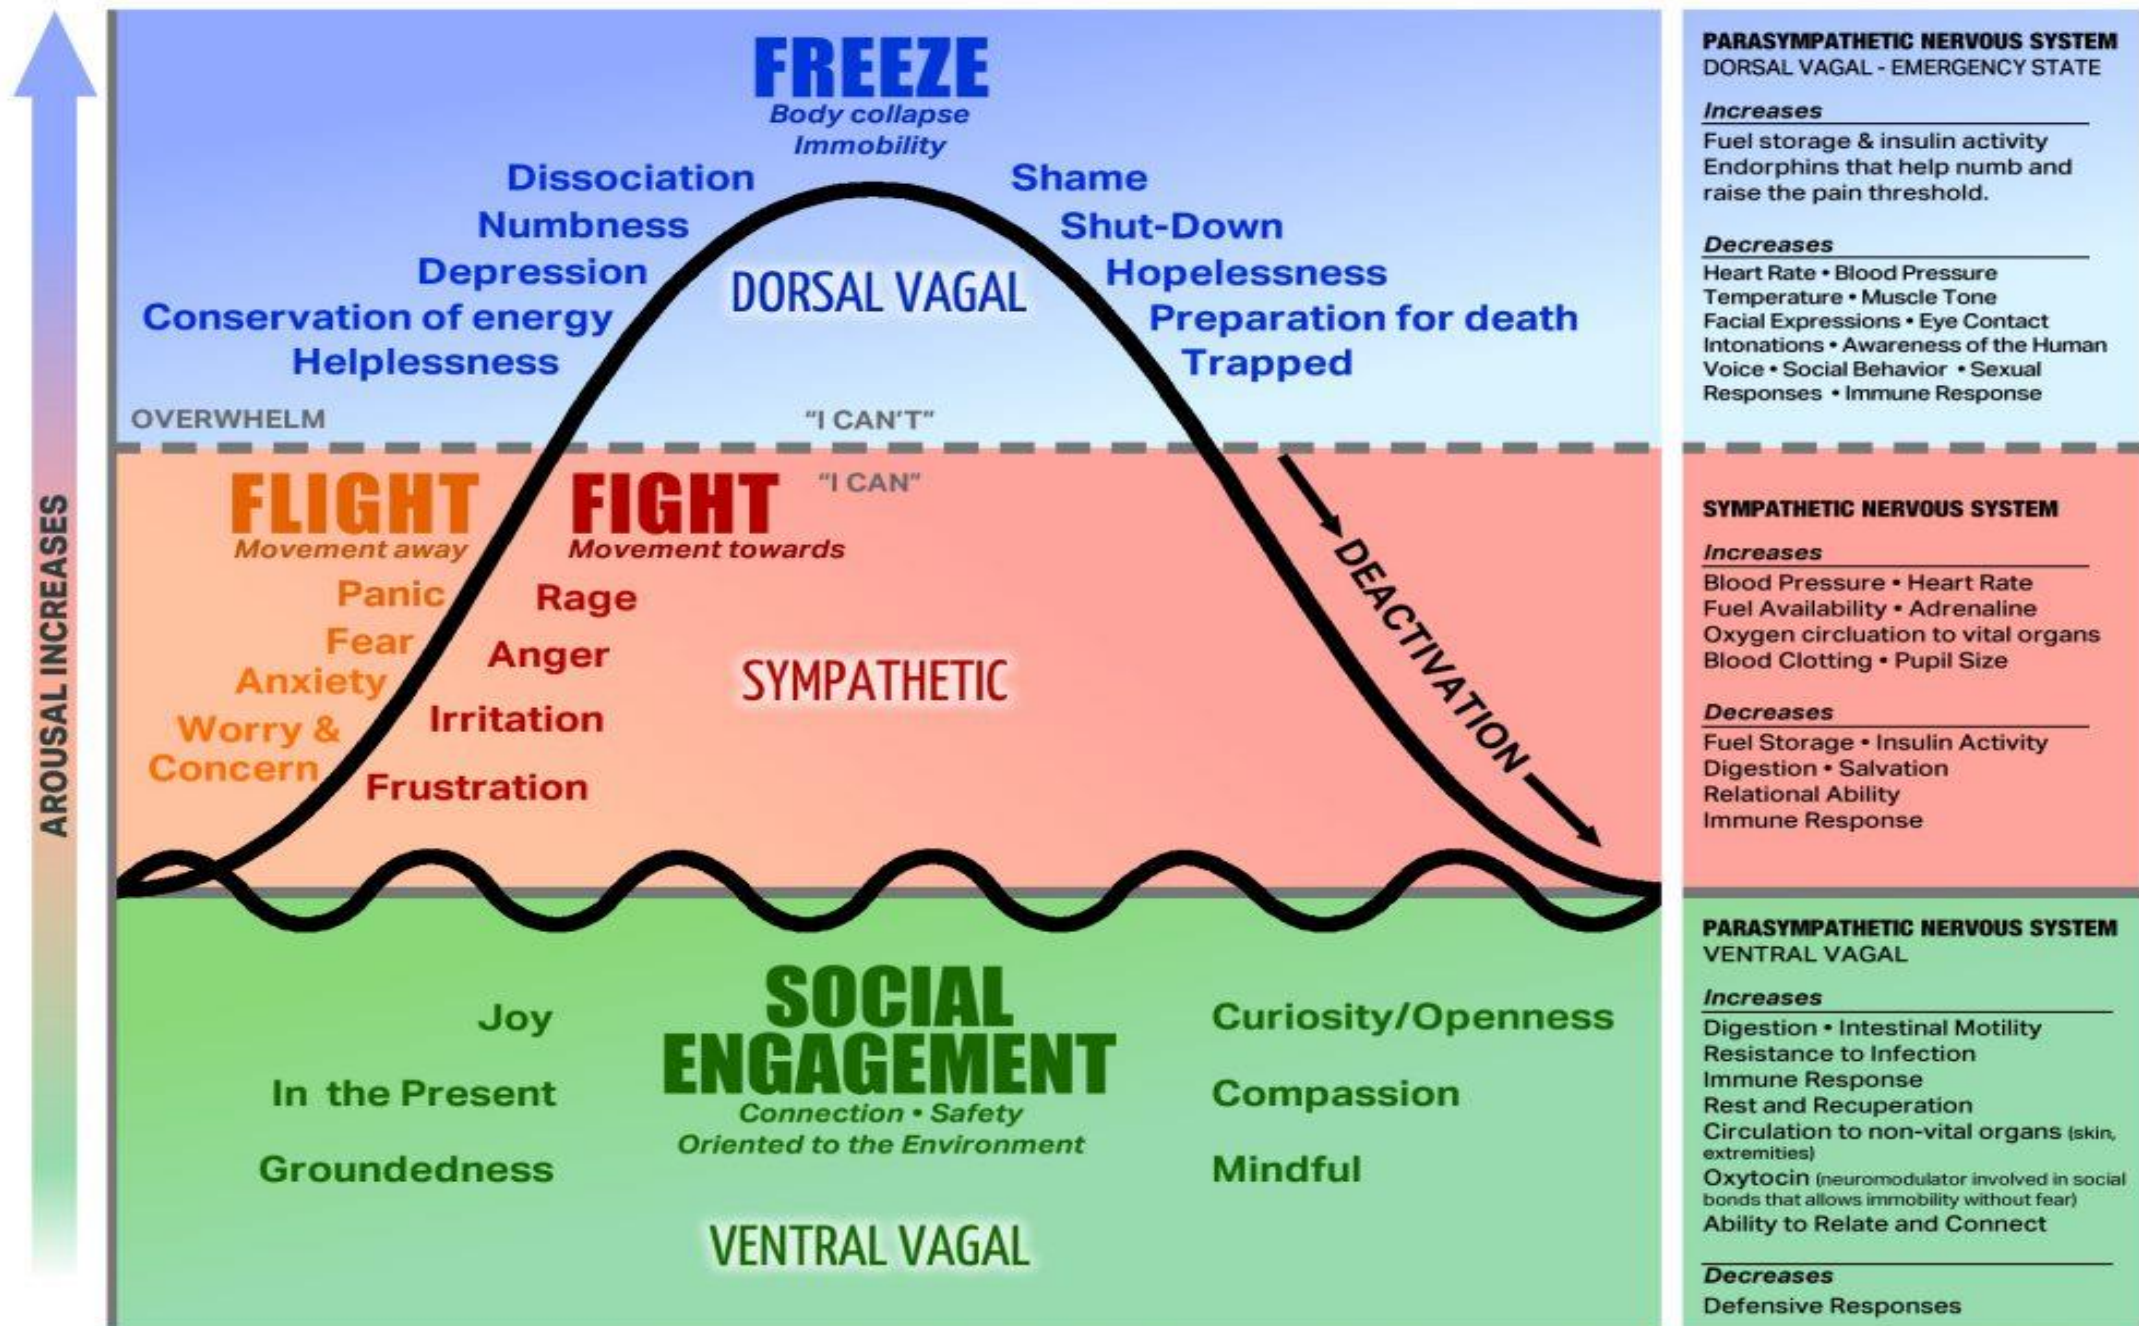 AROUSAL INCREASES
FREEZE
Body collapse
Immobility
Dissociation
Numbness
Depression
Conservation of energy
Helplessness
Shame
Shut-Down
Hopelessness
Preparation for death
Trapped
DORSAL VAGAL
OVERWHELM
"I CAN'T"
"I CAN"
FLIGHT
Movement away
Panic
Fear
Anxiety
Worry &
Concern
FIGHT
Movement towards
Rage
Anger
Irritation
Frustration
SYMPATHETIC
DEACTIVATION
SOCIAL
ENGAGEMENT
Connection • Safety
Oriented to the Environment
Joy
In the Present
Groundedness
Curiosity/Openness
Compassion
Mindful
VENTRAL VAGAL
PARASYMPATHETIC NERVOUS SYSTEM
DORSAL VAGAL - EMERGENCY STATE
Increases
Fuel storage & insulin activity
Endorphins that help numb and
raise the pain threshold.
Decreases
Heart Rate • Blood Pressure
Temperature • Muscle Tone
Facial Expressions • Eye Contact
Intonations • Awareness of the Human
Voice • Social Behavior • Sexual
Responses • Immune Response
SYMPATHETIC NERVOUS SYSTEM
Increases
Blood Pressure • Heart Rate
Fuel Availability • Adrenaline
Oxygen circluation to vital organs
Blood Clotting • Pupil Size
Decreases
Fuel Storage • Insulin Activity
Digestion • Salvation
Relational Ability
Immune Response
PARASYMPATHETIC NERVOUS SYSTEM
VENTRAL VAGAL
Increases
Digestion • Intestinal Motility
Resistance to Infection
Immune Response
Rest and Recuperation
Circulation to non-vital organs (skin,
extremities)
Oxytocin (neuromodulator involved in social
bonds that allows immobility without fear)
Ability to Relate and Connect
Decreases
Defensive Responses